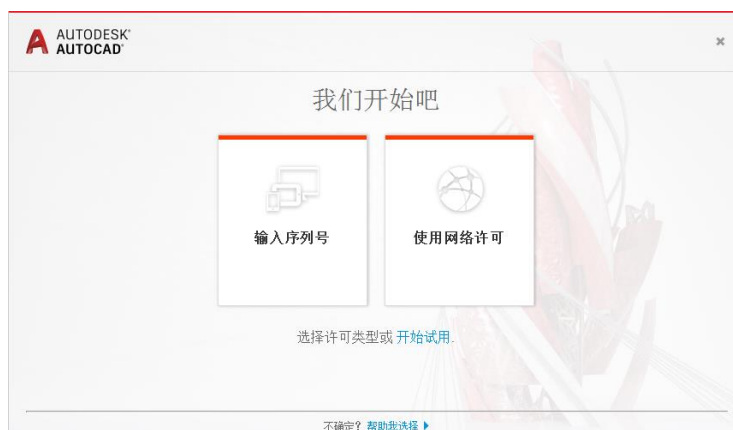 AUTODESK®
AUTOCAD®
我们开始吧
输入序列号
使用网络许可
选择许可类型或 开始试用.
不确定? 帮助我选择